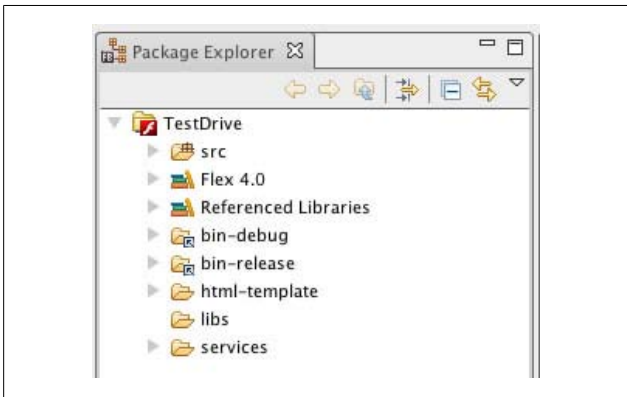 Package Explorer
TestDrive
src
Flex 4.0
Referenced Libraries
bin-debug
bin-release
html-template
libs
services